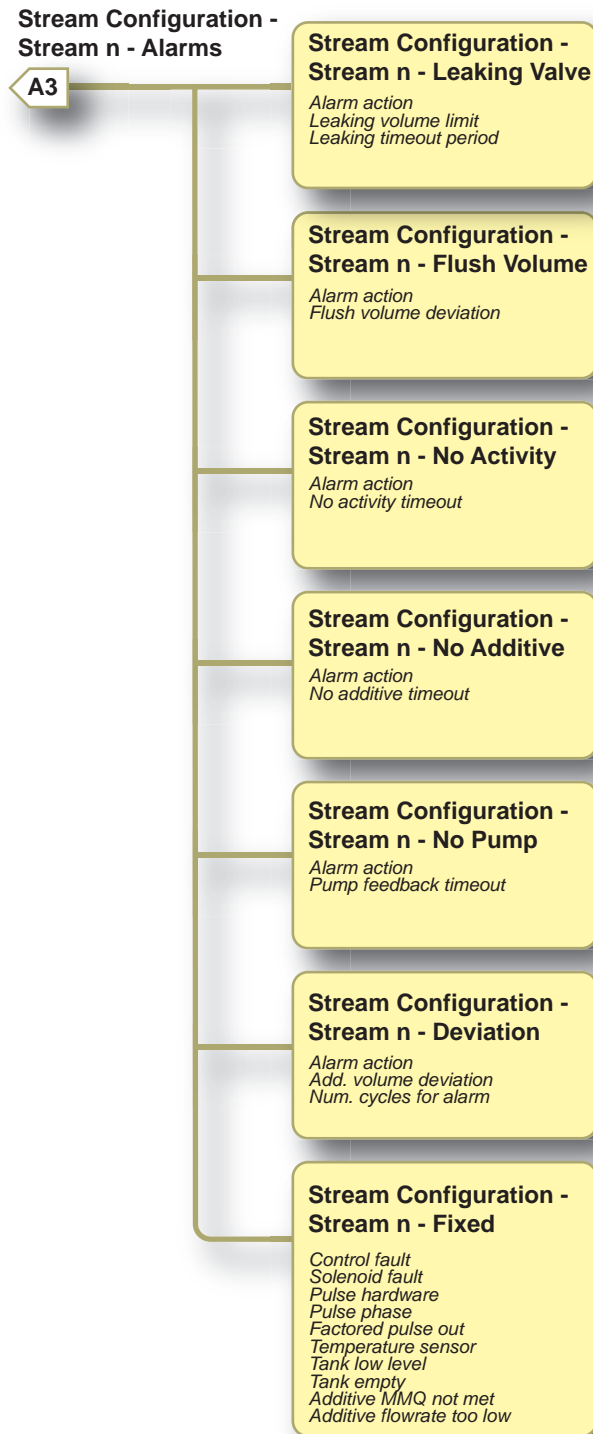 Stream Configuration -
Stream n - Alarms
A3
Stream Configuration -
Stream n - Leaking Valve
Alarm action
Leaking volume limit
Leaking timeout period
Stream Configuration -
Stream n - Flush Volume
Alarm action
Flush volume deviation
Stream Configuration -
Stream n - No Activity
Alarm action
No activity timeout
Stream Configuration -
Stream n - No Additive
Alarm action
No additive timeout
Stream Configuration -
Stream n - No Pump
Alarm action
Pump feedback timeout
Stream Configuration -
Stream n - Deviation
Alarm action
Add. volume deviation
Num. cycles for alarm
Stream Configuration -
Stream n - Fixed
Control fault
Solenoid fault
Pulse hardware
Pulse phase
Factored pulse out
Temperature sensor
Tank low level
Tank empty
Additive MMQ not met
Additive flowrate too low